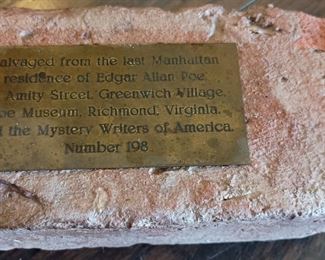 alvaged from the last Manhattan
residence of Edgar Allan Poe,
Amity Street, Greenwich Village.
oe Museum, Richmond, Virginia.
d the Mystery Writers of America.
Number 198